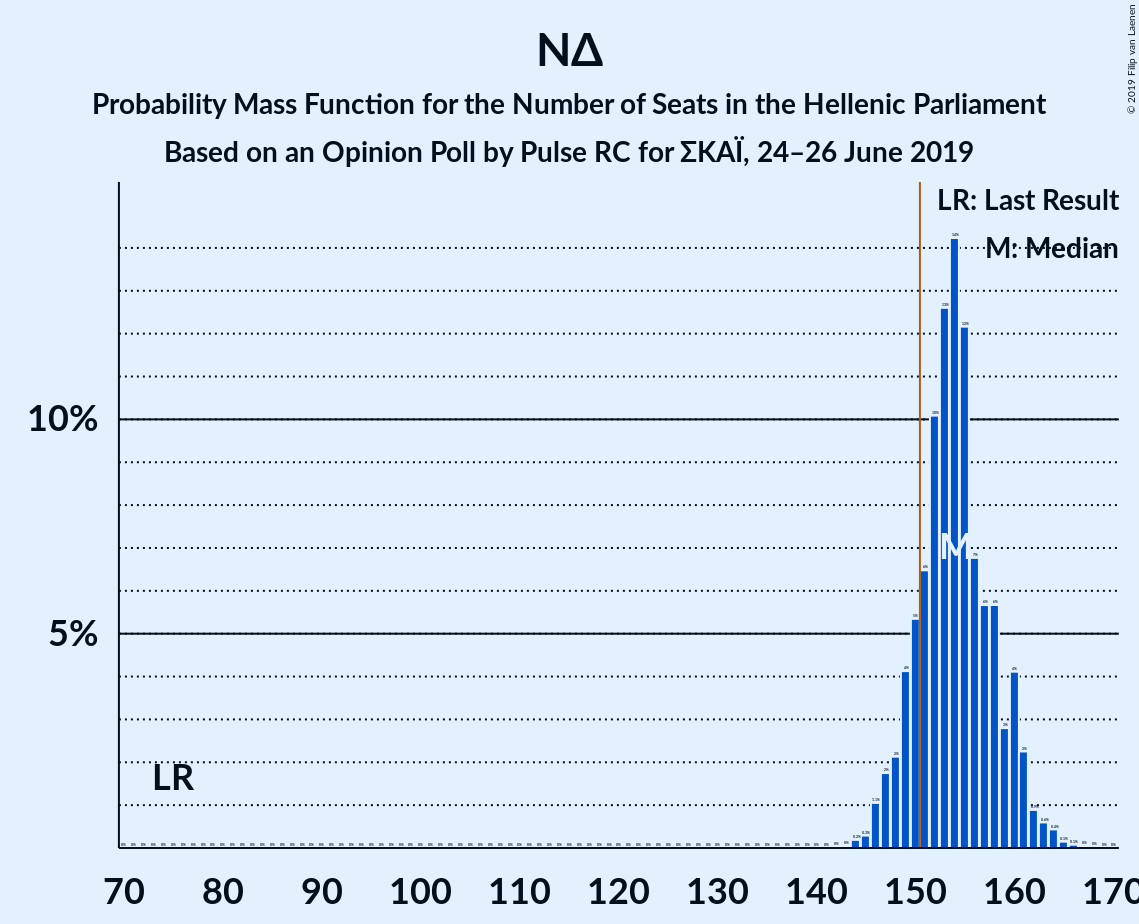 ΝΔ
Probability Mass Function for the Number of Seats in the Hellenic Parliament
Based on an Opinion Poll by Pulse RC for ΣΚΑΪ, 24–26 June 2019
© 2019 Filip van Laenen
LR: Last Result
M: Median
10%
5%
LR
M
70 80 90 100 110 120 130 140 150 160 170